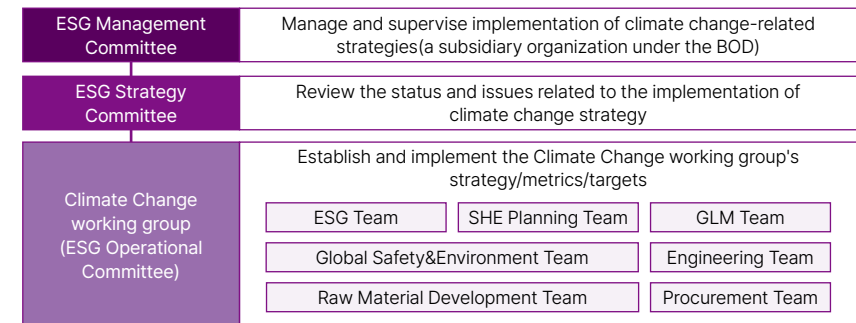 ESG Management
Committee
Manage and supervise implementation of climate change-related
strategies(a subsidiary organization under the BOD)
ESG Strategy
Committee
Review the status and issues related to the implementation of
climate change strategy
Climate Change
working group
(ESG Operational
Committee)
Establish and implement the Climate Change working group's
strategy/metrics/targets
ESG Team
SHE Planning Team
GLM Team
Global Safety&Environment Team
Engineering Team
Raw Material Development Team
Procurement Team